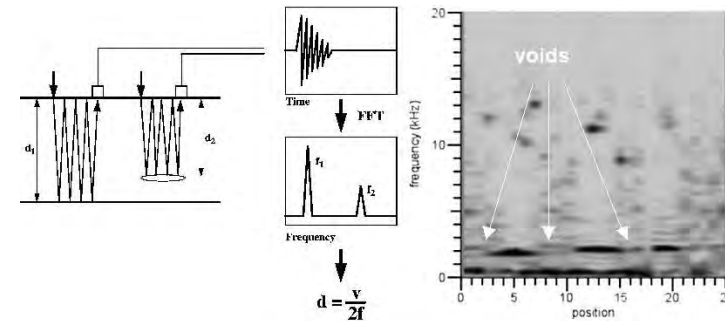 d₁
d₂
Time
FFT
f₁
f₂
Frequency
d = v/2f
voids
frequency [kHz]
20
10
0
0 5 10 15 20 25
position